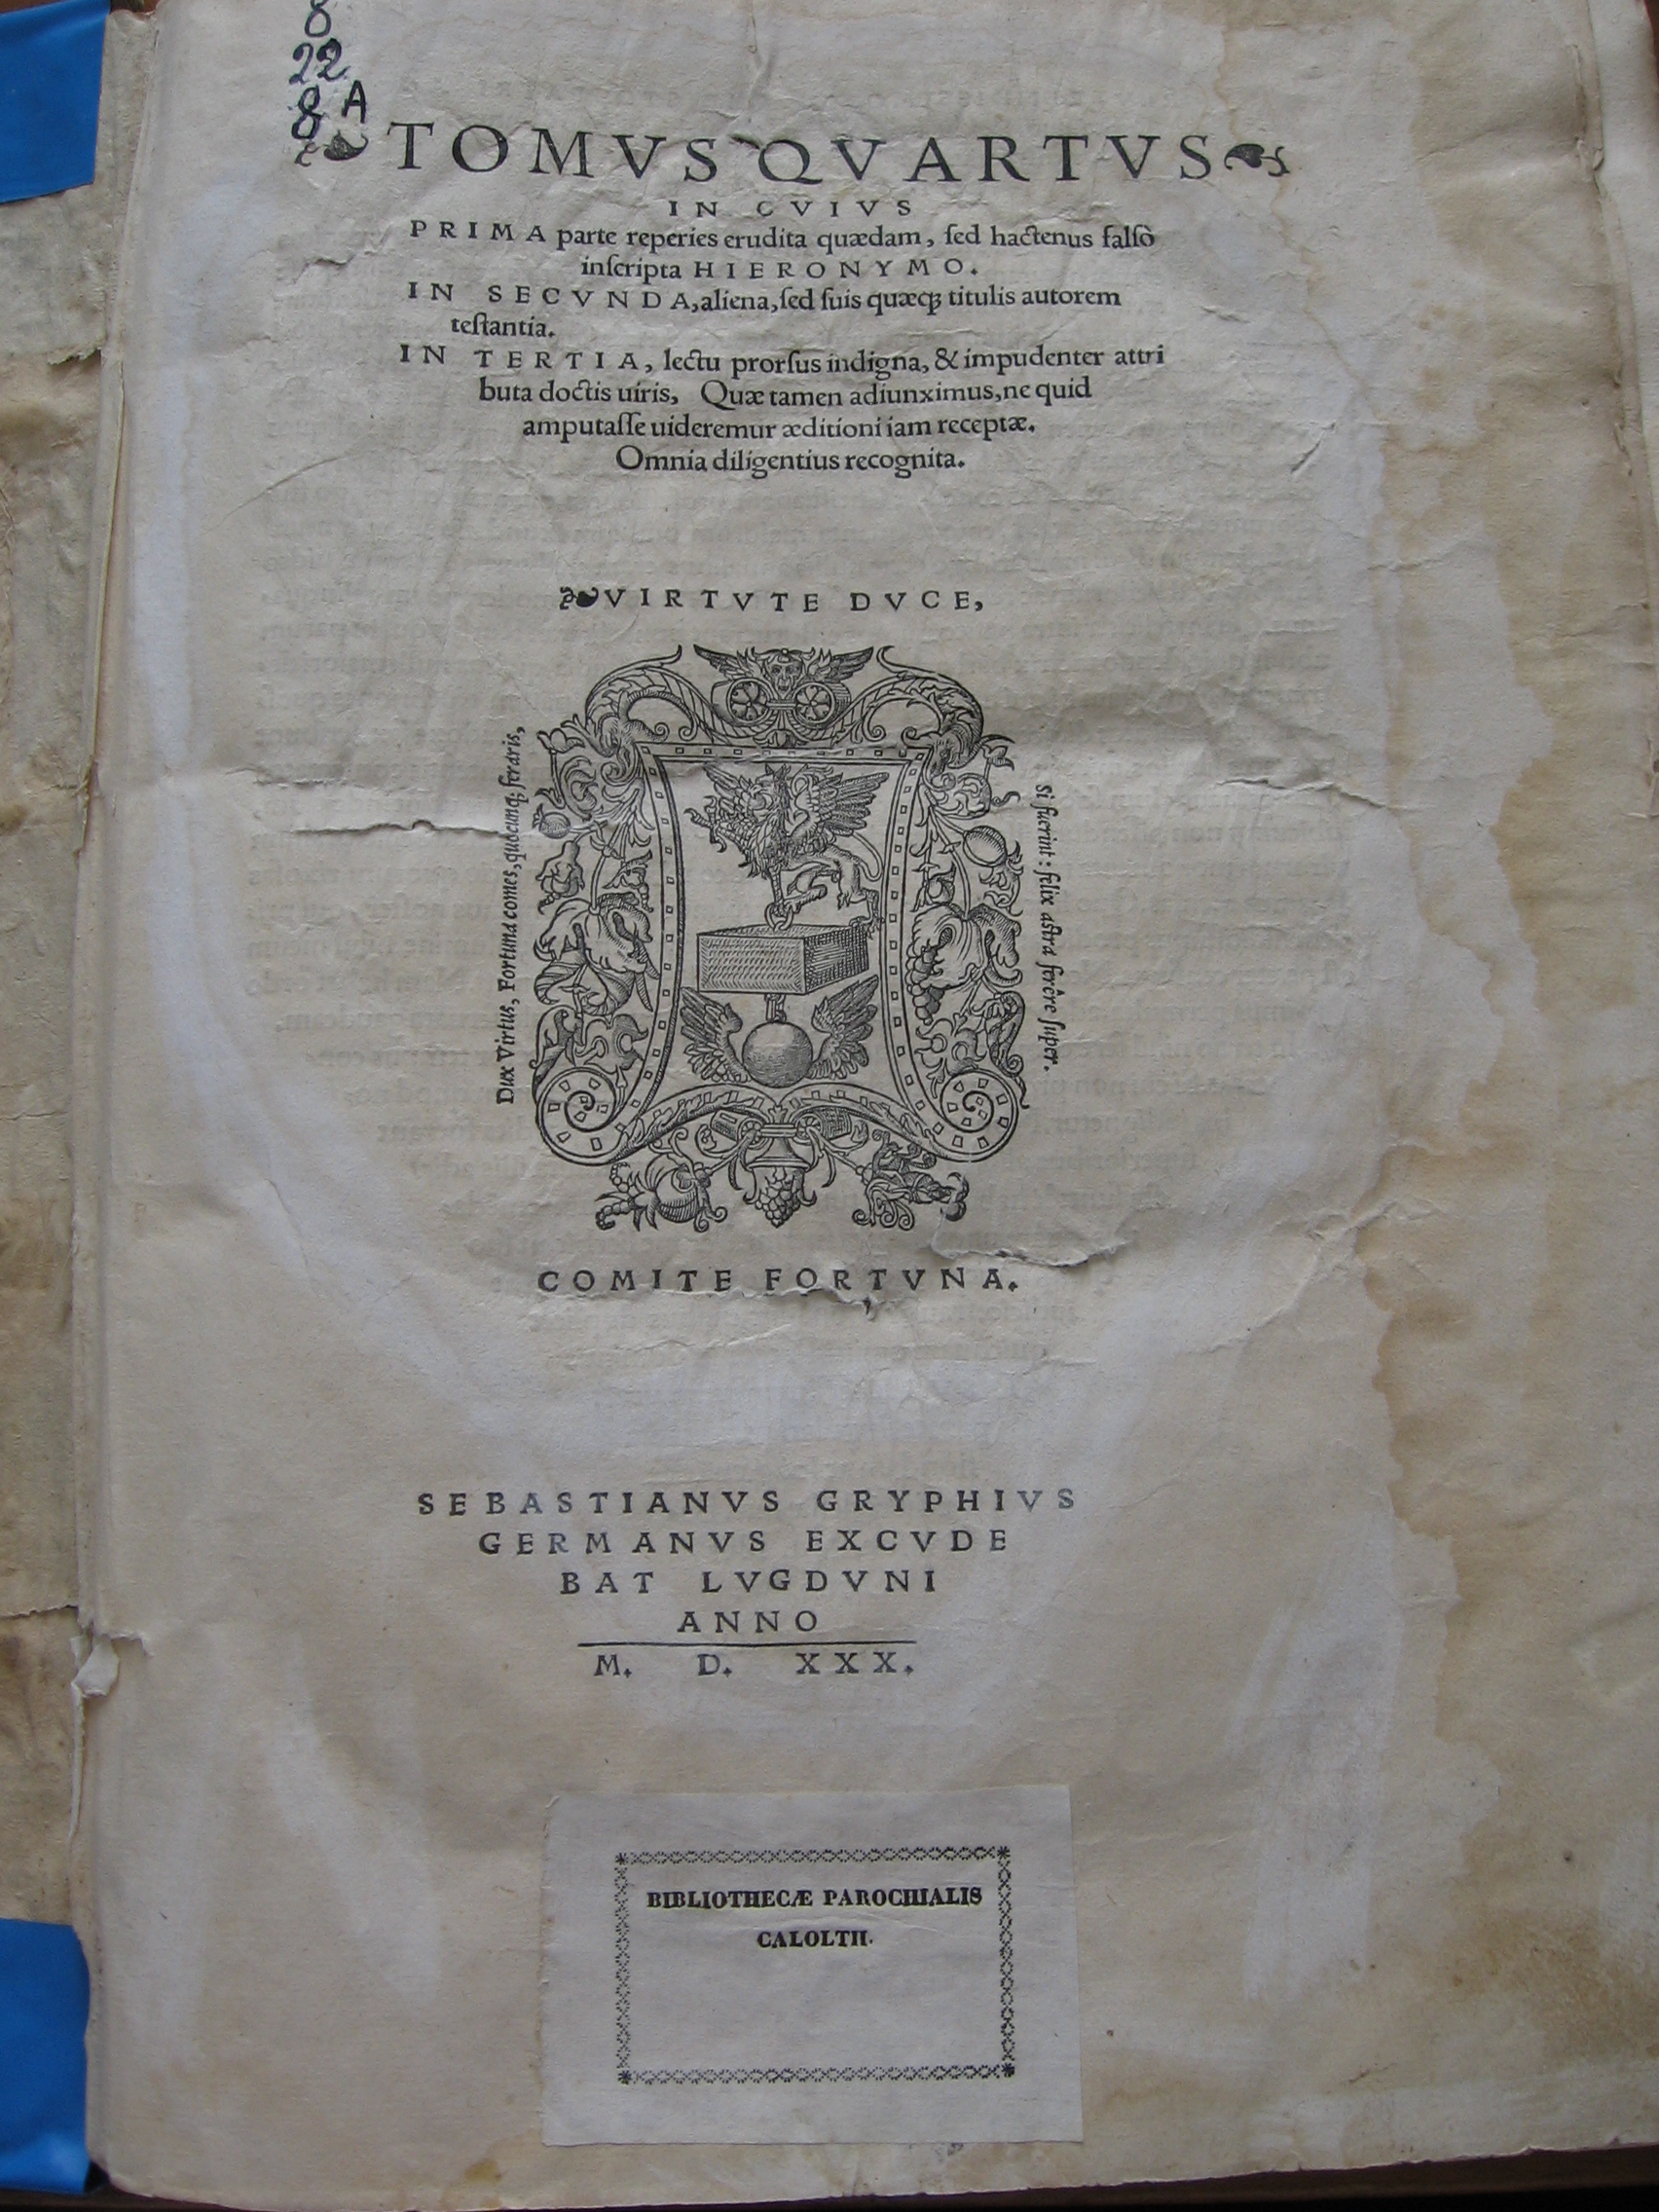 8
22
8 A
TOMVS QVARTVS
IN CVIVS
PRIMA parte reperies erudita quædam, ſed hactenus falſò
inſcripta HIERONYMO.
IN SECVNDA, aliena, ſed ſuis quæq; titulis autorem
teſtantia.
IN TERTIA, lectu prorſus indigna, & impudenter attri
buta doctis uiris, Quæ tamen adiunximus, ne quid
amputaſſe uideremur æditioni iam receptæ.
Omnia diligentius recognita.
VIRTVTE DVCE,
Dux Virtus, Fortuna comes, quòcunq; feraris,
Si fuerint: felix aſtra ferêre ſuper.
COMITE FORTVNA.
SEBASTIANVS GRYPHIVS
GERMANVS EXCVDE
BAT LVGDVNI
ANNO
M. D. XXX.
BIBLIOTHECÆ PAROCHIALIS
CALOLTII.